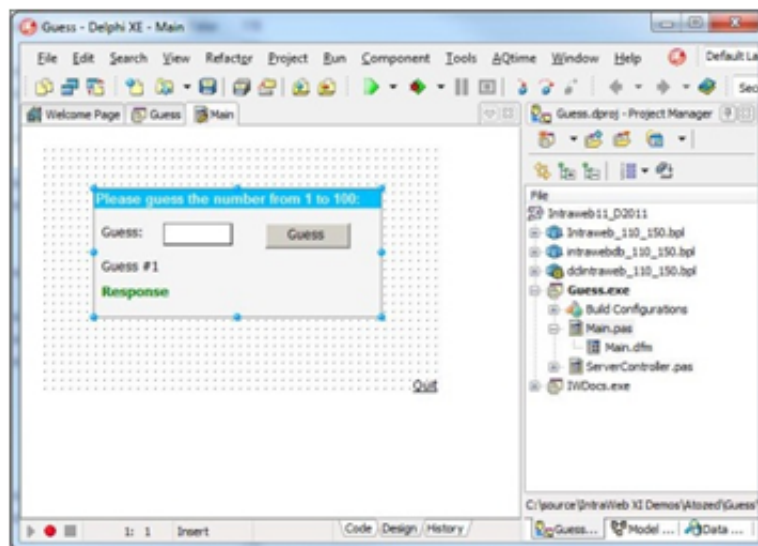 Guess - Delphi XE - Main
File Edit Search View Refactor Project Run Component Tools AQtime Window Help Default La
Sec
Welcome Page Guess Main
Guess.dproj - Project Manager
File
Please guess the number from 1 to 100:
Guess: Guess
Guess #1
Response
Quit
Intraweb11_D2011
Intraweb_110_150.bpl
intrawebdb_110_150.bpl
dclintraweb_110_150.bpl
Guess.exe
Build Configurations
Main.pas
Main.dfm
ServerController.pas
IWDocs.exe
C:\source\IntraWeb XI Demos\Atozed\Guess\
1: 1 Insert Code Design History
Guess... Model ... Data ...